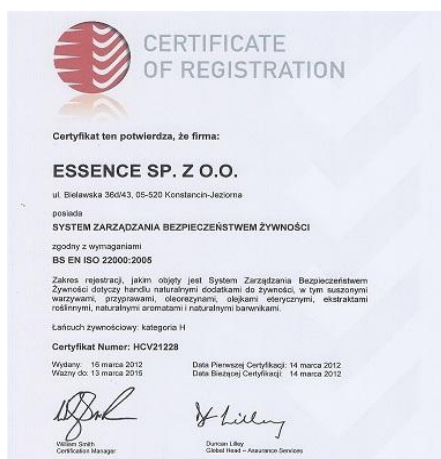 CERTIFICATE
OF REGISTRATION
Certyfikat ten potwierdza, że firma:
ESSENCE SP. Z O.O.
ul. Bielawska 36d/43, 05-520 Konstancin-Jeziorna
posiada
SYSTEM ZARZĄDZANIA BEZPIECZEŃSTWEM ŻYWNOŚCI
zgodny z wymaganiami
BS EN ISO 22000:2005
Zakres rejestracji, jakim objęty jest System Zarządzania Bezpieczeństwem
Żywności dotyczy handlu naturalnymi dodatkami do żywności, w tym suszonymi
warzywami, przyprawami, oleorezynami, olejkami eterycznymi, ekstraktami
roślinnymi, naturalnymi aromatami i naturalnymi barwnikami.
Łańcuch żywnościowy: kategoria H
Certyfikat Numer: HCV21228
Wydany: 16 marca 2012 Data Pierwszej Certyfikacji: 14 marca 2012
Ważny do: 13 marca 2015 Data Bieżącej Certyfikacji: 14 marca 2012
William Smith Duncan Lilley
Certification Manager Global Head – Assurance Services